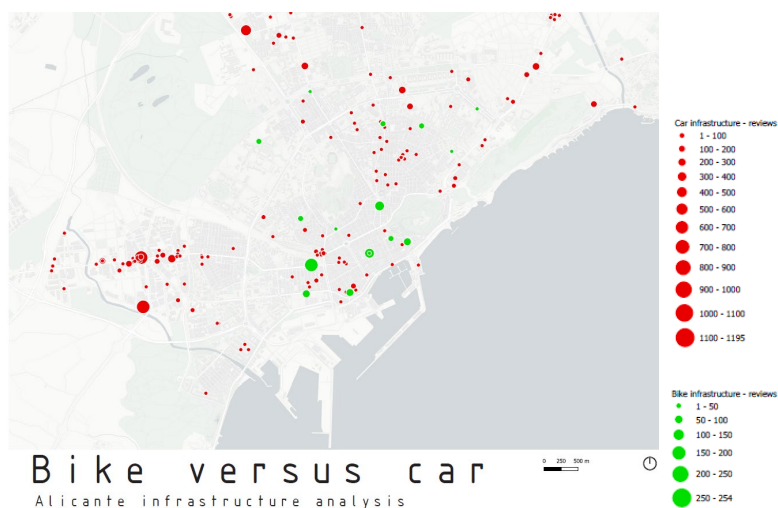 Car infrastructure - reviews
1 - 100
100 - 200
200 - 300
300 - 400
400 - 500
500 - 600
600 - 700
700 - 800
800 - 900
900 - 1000
1000 - 1100
1100 - 1195
Bike infrastructure - reviews
1 - 50
50 - 100
100 - 150
150 - 200
200 - 250
250 - 254
Bike versus car
0 250 500 m
Alicante infrastructure analysis